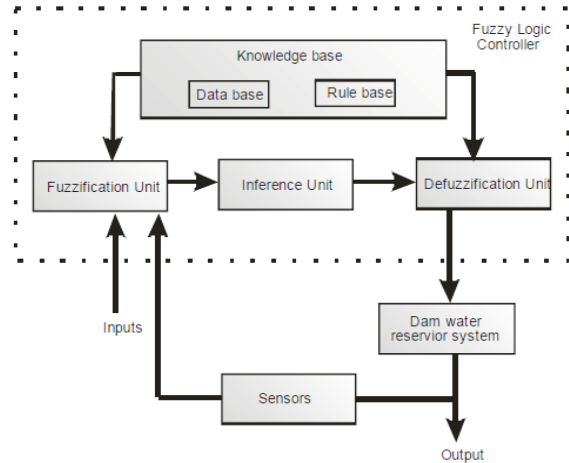 Fuzzy Logic
Controller
Knowledge base
Data base
Rule base
Fuzzification Unit
Inference Unit
Defuzzification Unit
Inputs
Dam water
reservior system
Sensors
Output